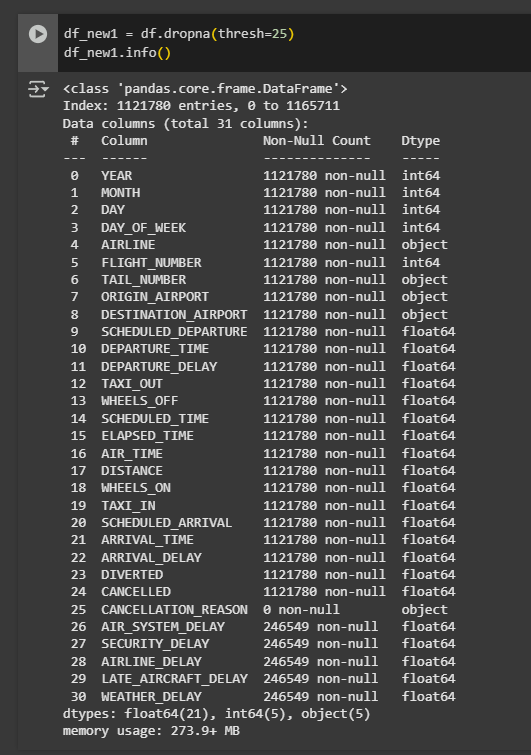 df_new1 = df.dropna(thresh=25)
df_new1.info()
<class 'pandas.core.frame.DataFrame'>
Index: 1121780 entries, 0 to 1165711
Data columns (total 31 columns):
 #   Column               Non-Null Count    Dtype
---  ------               --------------    -----
 0   YEAR                 1121780 non-null  int64
 1   MONTH                1121780 non-null  int64
 2   DAY                  1121780 non-null  int64
 3   DAY_OF_WEEK          1121780 non-null  int64
 4   AIRLINE              1121780 non-null  object
 5   FLIGHT_NUMBER        1121780 non-null  int64
 6   TAIL_NUMBER          1121780 non-null  object
 7   ORIGIN_AIRPORT       1121780 non-null  object
 8   DESTINATION_AIRPORT  1121780 non-null  object
 9   SCHEDULED_DEPARTURE  1121780 non-null  float64
 10  DEPARTURE_TIME       1121780 non-null  float64
 11  DEPARTURE_DELAY      1121780 non-null  float64
 12  TAXI_OUT             1121780 non-null  float64
 13  WHEELS_OFF           1121780 non-null  float64
 14  SCHEDULED_TIME       1121780 non-null  float64
 15  ELAPSED_TIME         1121780 non-null  float64
 16  AIR_TIME             1121780 non-null  float64
 17  DISTANCE             1121780 non-null  float64
 18  WHEELS_ON            1121780 non-null  float64
 19  TAXI_IN              1121780 non-null  float64
 20  SCHEDULED_ARRIVAL    1121780 non-null  float64
 21  ARRIVAL_TIME         1121780 non-null  float64
 22  ARRIVAL_DELAY        1121780 non-null  float64
 23  DIVERTED             1121780 non-null  float64
 24  CANCELLED            1121780 non-null  float64
 25  CANCELLATION_REASON  0 non-null        object
 26  AIR_SYSTEM_DELAY     246549 non-null   float64
 27  SECURITY_DELAY       246549 non-null   float64
 28  AIRLINE_DELAY        246549 non-null   float64
 29  LATE_AIRCRAFT_DELAY  246549 non-null   float64
 30  WEATHER_DELAY        246549 non-null   float64
dtypes: float64(21), int64(5), object(5)
memory usage: 273.9+ MB